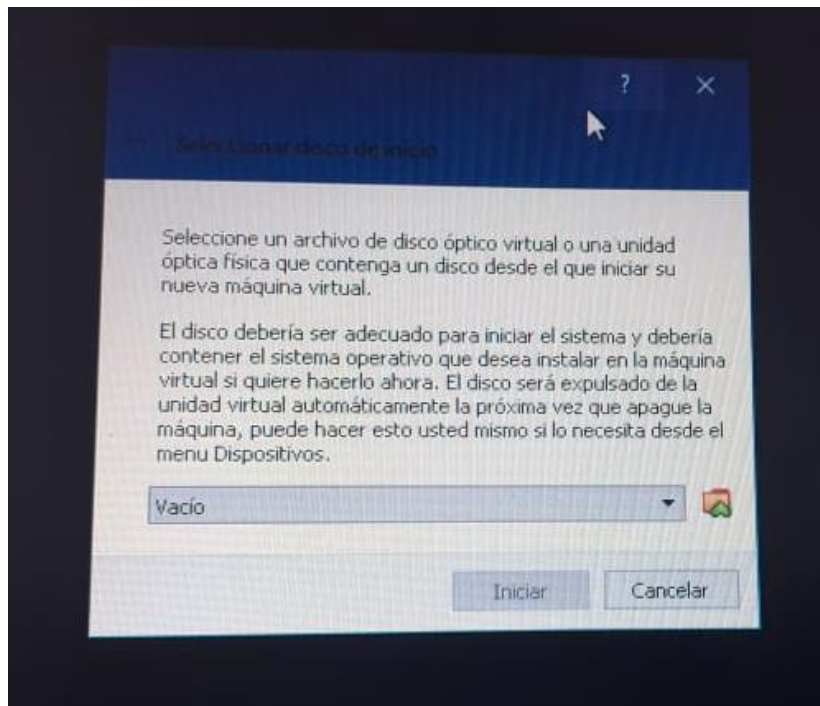 ?
Seleccionar disco de inicio
Seleccione un archivo de disco óptico virtual o una unidad
óptica física que contenga un disco desde el que iniciar su
nueva máquina virtual.
El disco debería ser adecuado para iniciar el sistema y debería
contener el sistema operativo que desea instalar en la máquina
virtual si quiere hacerlo ahora. El disco será expulsado de la
unidad virtual automáticamente la próxima vez que apague la
máquina, puede hacer esto usted mismo si lo necesita desde el
menu Dispositivos.
Vacío
Iniciar Cancelar